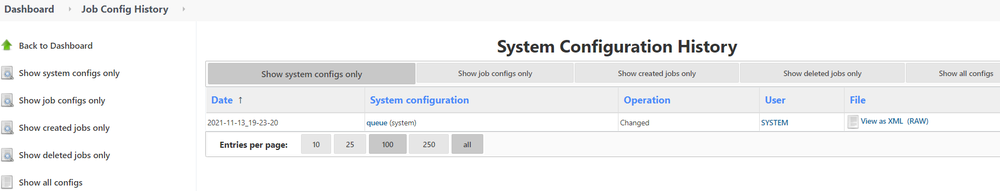 Dashboard Job Config History
Back to Dashboard
Show system configs only
Show job configs only
Show created jobs only
Show deleted jobs only
Show all configs
System Configuration History
Show system configs only Show job configs only Show created jobs only Show deleted jobs only Show all configs
Date ↑ System configuration Operation User File
2021-11-13_19-23-20 queue (system) Changed SYSTEM View as XML (RAW)
Entries per page: 10 25 100 250 all